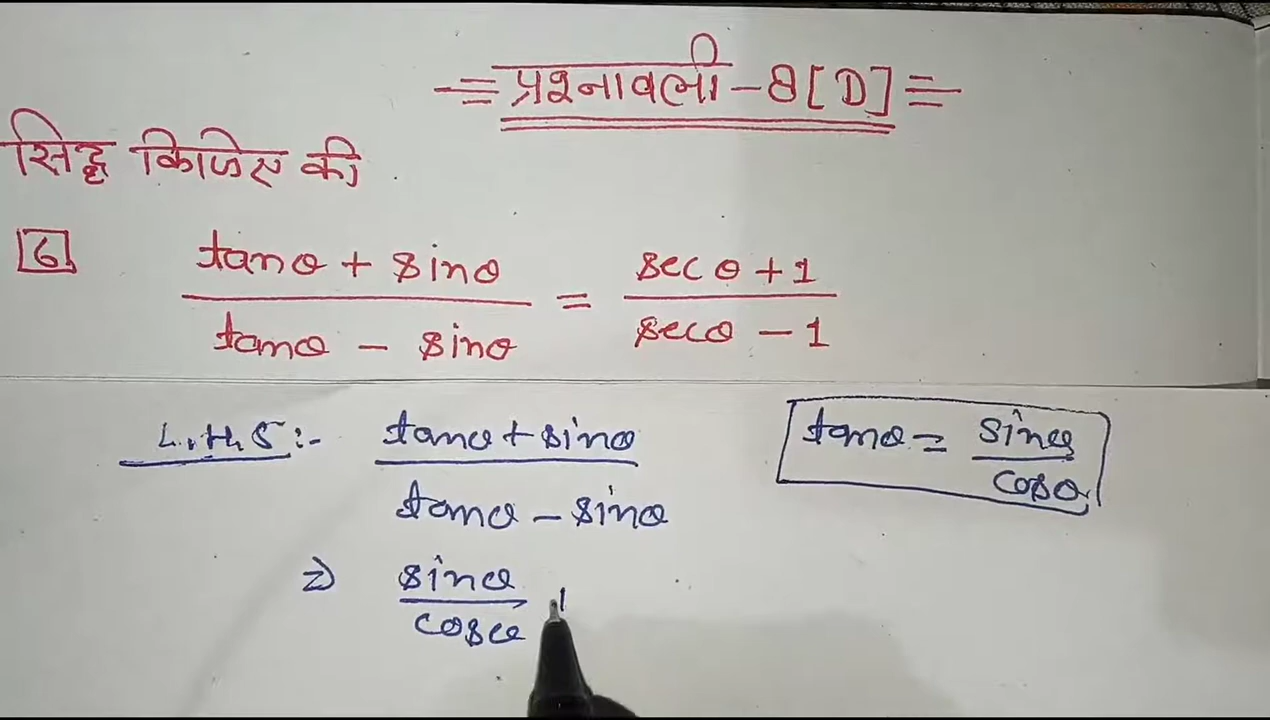 = प्रश्नावली - 8 [D] =
सिद्ध किजिए की
6 (tanθ + sinθ)/(tanθ - sinθ) = (secθ + 1)/(secθ - 1)
L.H.S :- (tanθ + sinθ)/(tanθ - sinθ)
tanθ = sinθ/cosθ
⇒ sinθ/cosθ +